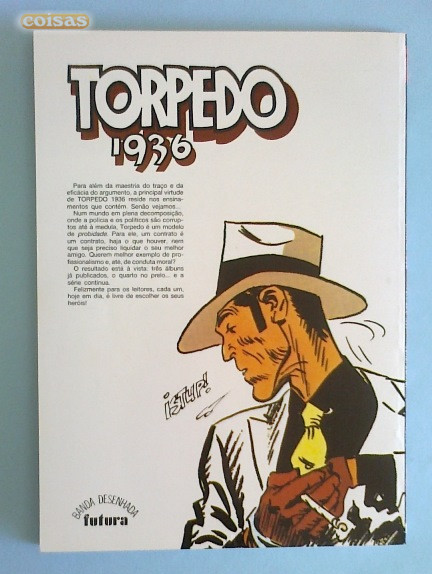 coisas
TORPEDO
1936
Para além da maestria do traço e da
eficácia do argumento, a principal virtude
de TORPEDO 1936 reside nos ensina-
mentos que contém. Senão vejamos...
Num mundo em plena decomposição,
onde a polícia e os políticos são corrup-
tos até à medula, Torpedo é um modelo
de probidade. Para ele, um contrato é
um contrato, haja o que houver, nem
que seja preciso liquidar o seu melhor
amigo. Querem melhor exemplo de pro-
fissionalismo e, até, de conduta moral?
O resultado está à vista: três álbuns
já publicados, o quarto no prelo... e a
série continua.
Felizmente para os leitores, cada um,
hoje em dia, é livre de escolher os seus
heróis!
¡STUP!
BANDA DESENHADA
futura